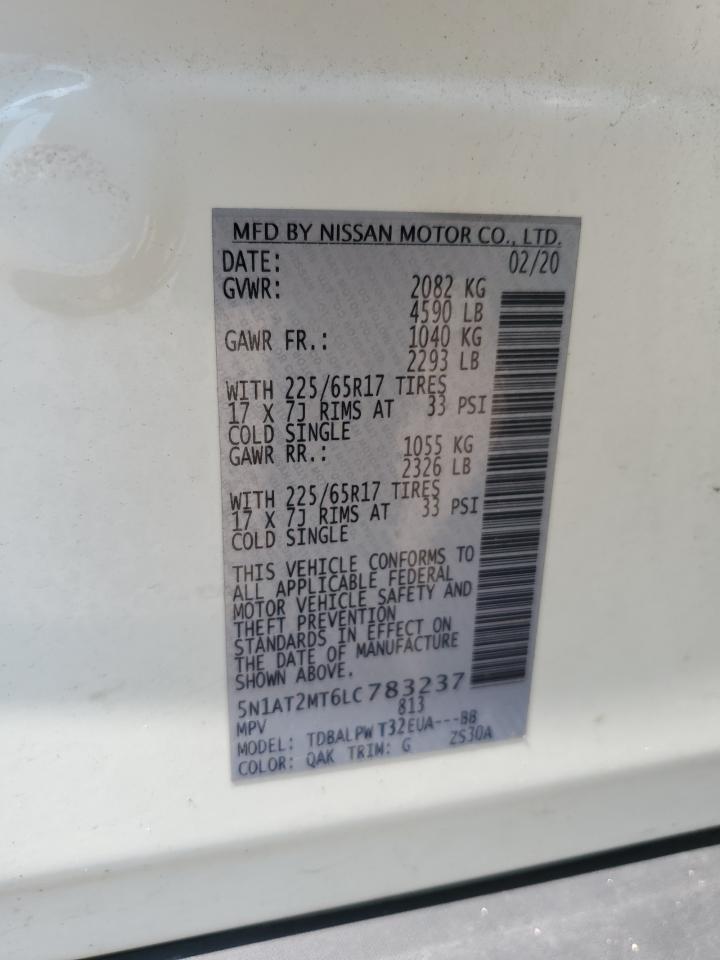 MFD BY NISSAN MOTOR CO., LTD.
DATE: 02/20
GVWR: 2082 KG
4590 LB
GAWR FR.: 1040 KG
2293 LB
WITH 225/65R17 TIRES
17 X 7J RIMS AT 33 PSI
COLD SINGLE
GAWR RR.: 1055 KG
2326 LB
WITH 225/65R17 TIRES
17 X 7J RIMS AT 33 PSI
COLD SINGLE
THIS VEHICLE CONFORMS TO
ALL APPLICABLE FEDERAL
MOTOR VEHICLE SAFETY AND
THEFT PREVENTION
STANDARDS IN EFFECT ON
THE DATE OF MANUFACTURE
SHOWN ABOVE.
5N1AT2MT6LC783237
813
MPV
MODEL: TDBALPW T32EUA---BB
COLOR: QAK TRIM: G ZS30A